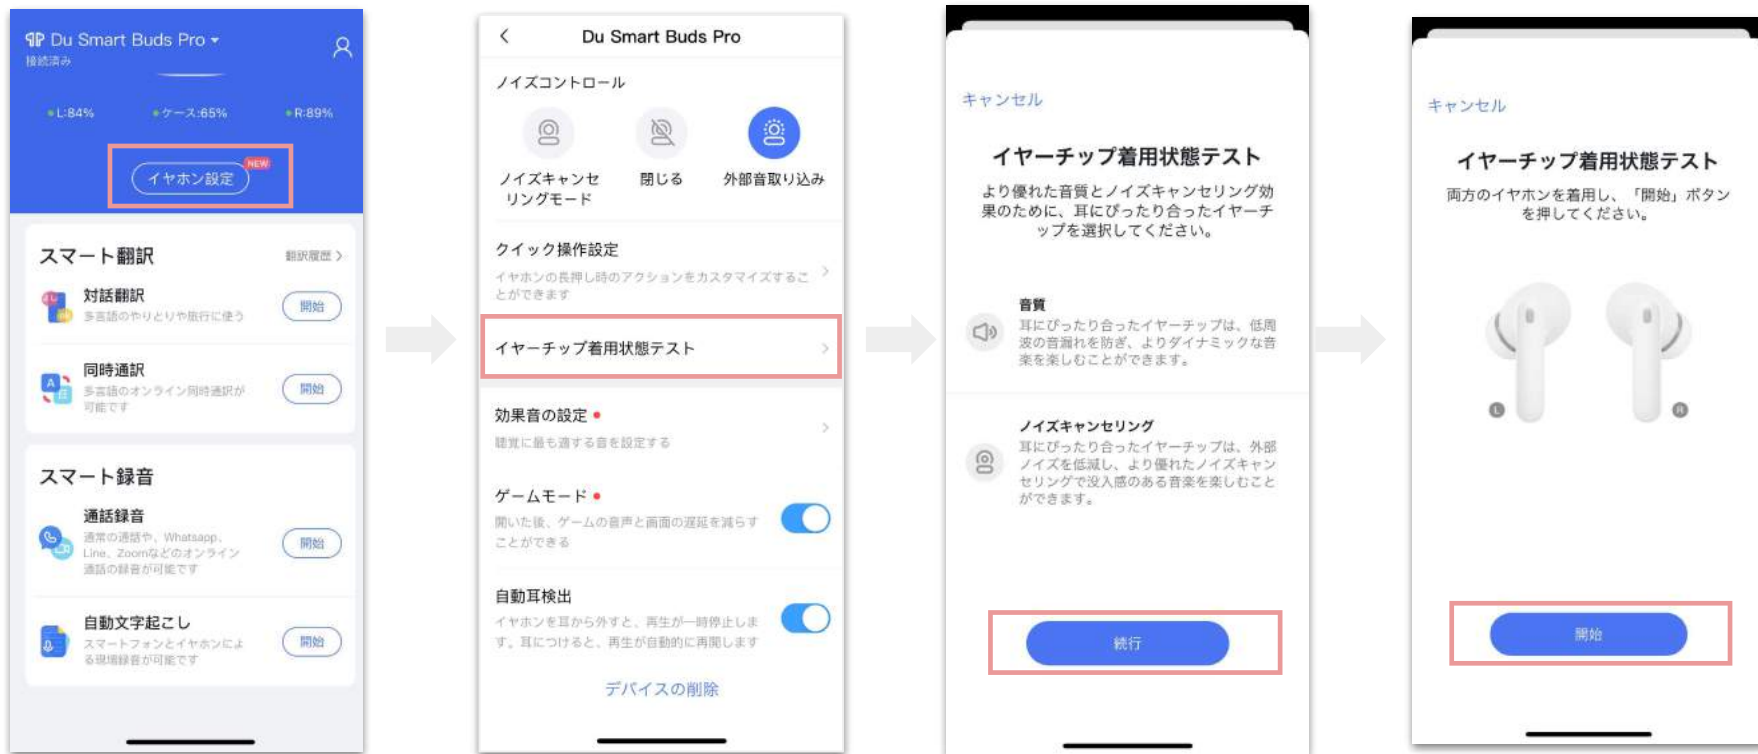 Du Smart Buds Pro
接続済み
L:84%
ケース:65%
R:89%
NEW
イヤホン設定
スマート翻訳
翻訳履歴
対話翻訳
多言語のやりとりや旅行に使う
開始
同時通訳
多言語のオンライン同時通訳が
可能です
開始
スマート録音
通話録音
通常の通話や、Whatsapp、
Line、Zoomなどのオンライン
通話の録音が可能です
開始
自動文字起こし
スマートフォンとイヤホンによ
る現場録音が可能です
開始
Du Smart Buds Pro
ノイズコントロール
ノイズキャンセ
リングモード
閉じる
外部音取り込み
クイック操作設定
イヤホンの長押し時のアクションをカスタマイズするこ
とができます
イヤーチップ着用状態テスト
効果音の設定
聴覚に最も適する音を設定する
ゲームモード
開いた後、ゲームの音声と画面の遅延を減らす
ことができる
自動耳検出
イヤホンを耳から外すと、再生が一時停止しま
す。耳につけると、再生が自動的に再開します
デバイスの削除
キャンセル
イヤーチップ着用状態テスト
より優れた音質とノイズキャンセリング効
果のために、耳にぴったり合ったイヤーチ
ップを選択してください。
音質
耳にぴったり合ったイヤーチップは、低周
波の音漏れを防ぎ、よりダイナミックな音
楽を楽しむことができます。
ノイズキャンセリング
耳にぴったり合ったイヤーチップは、外部
ノイズを低減し、より優れたノイズキャン
セリングで没入感のある音楽を楽しむこと
ができます。
続行
キャンセル
イヤーチップ着用状態テスト
両方のイヤホンを着用し、「開始」ボタン
を押してください。
L
R
開始